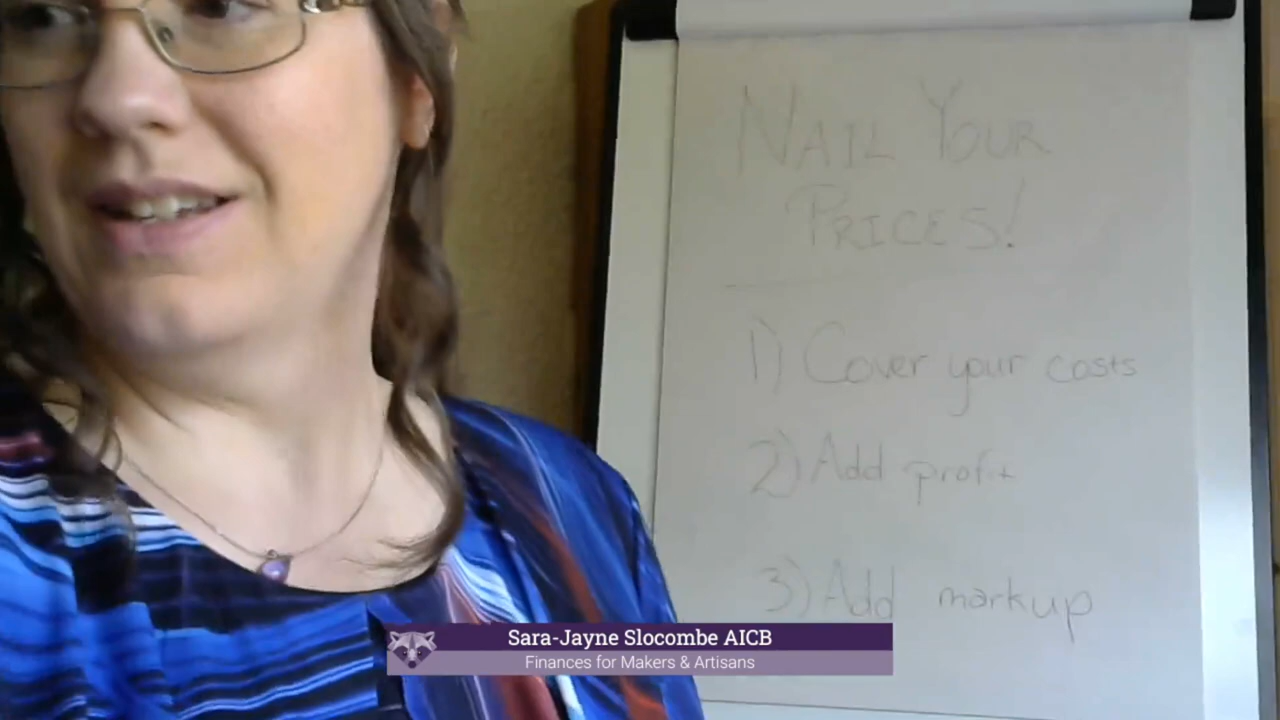 NAIL YOUR
PRICES!
1) Cover your costs
2) Add profit
3) Add markup
Sara-Jayne Slocombe AICB
Finances for Makers & Artisans